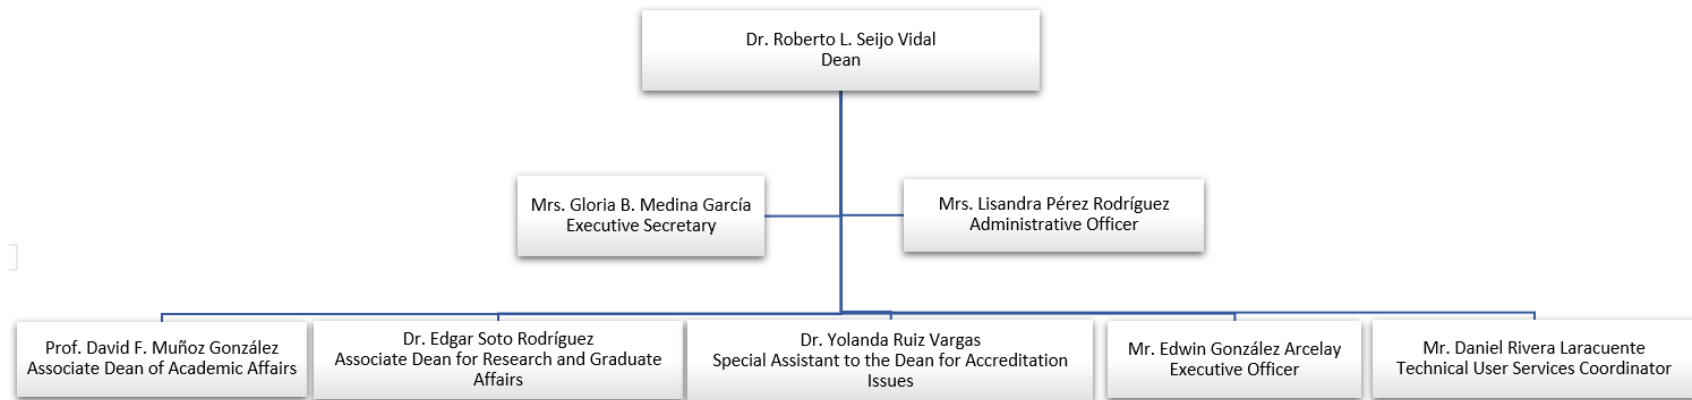 Dr. Roberto L. Seijo Vidal
Dean
Mrs. Gloria B. Medina García
Executive Secretary
Mrs. Lisandra Pérez Rodríguez
Administrative Officer
Prof. David F. Muñoz González
Associate Dean of Academic Affairs
Dr. Edgar Soto Rodríguez
Associate Dean for Research and Graduate
Affairs
Dr. Yolanda Ruiz Vargas
Special Assistant to the Dean for Accreditation
Issues
Mr. Edwin González Arcelay
Executive Officer
Mr. Daniel Rivera Laracuente
Technical User Services Coordinator